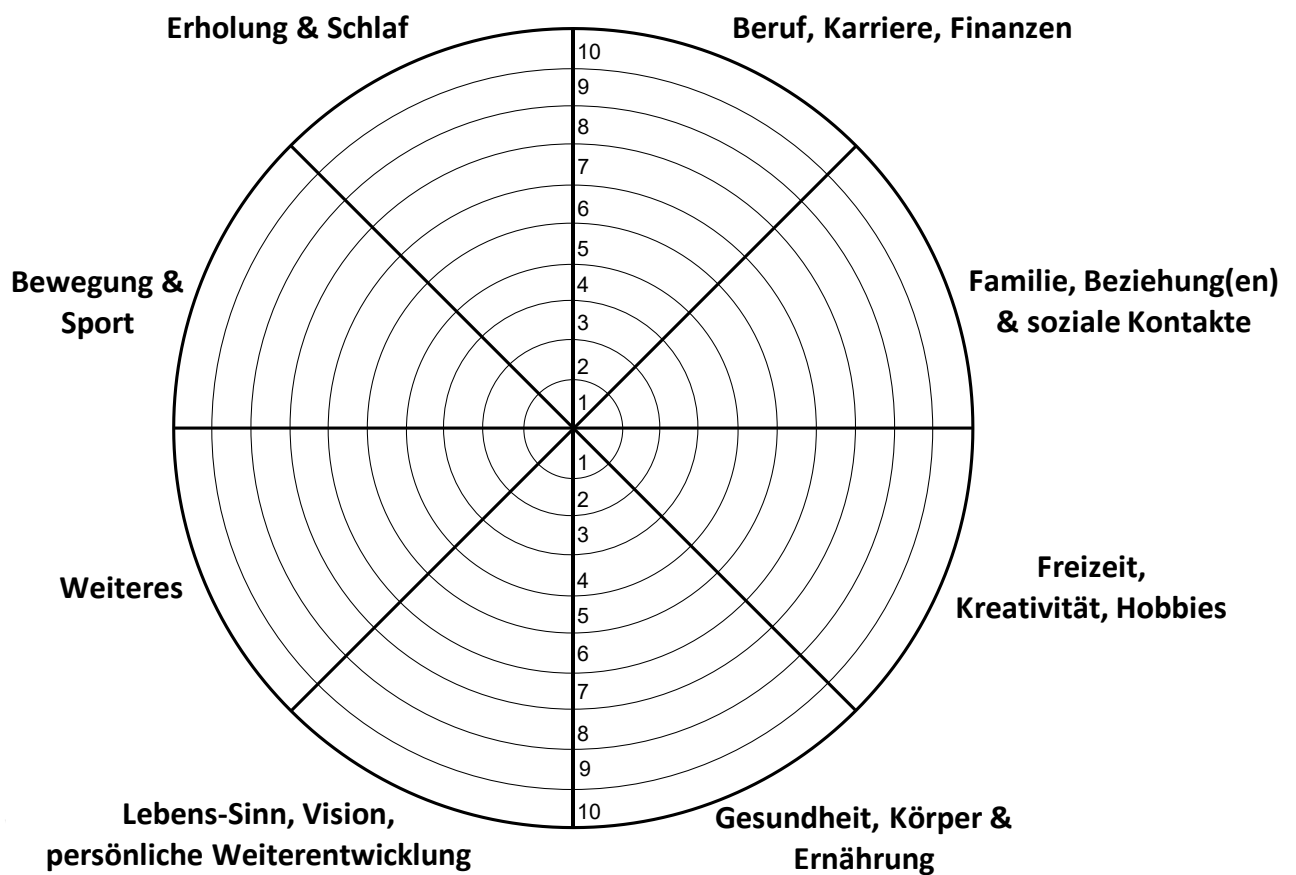 Erholung & Schlaf
Beruf, Karriere, Finanzen
10
9
8
7
6
5
4
3
2
1
Bewegung &
Sport
Familie, Beziehung(en)
& soziale Kontakte
1
2
3
4
5
6
7
8
9
10
Weiteres
Freizeit,
Kreativität, Hobbies
Lebens-Sinn, Vision,
persönliche Weiterentwicklung
Gesundheit, Körper &
Ernährung